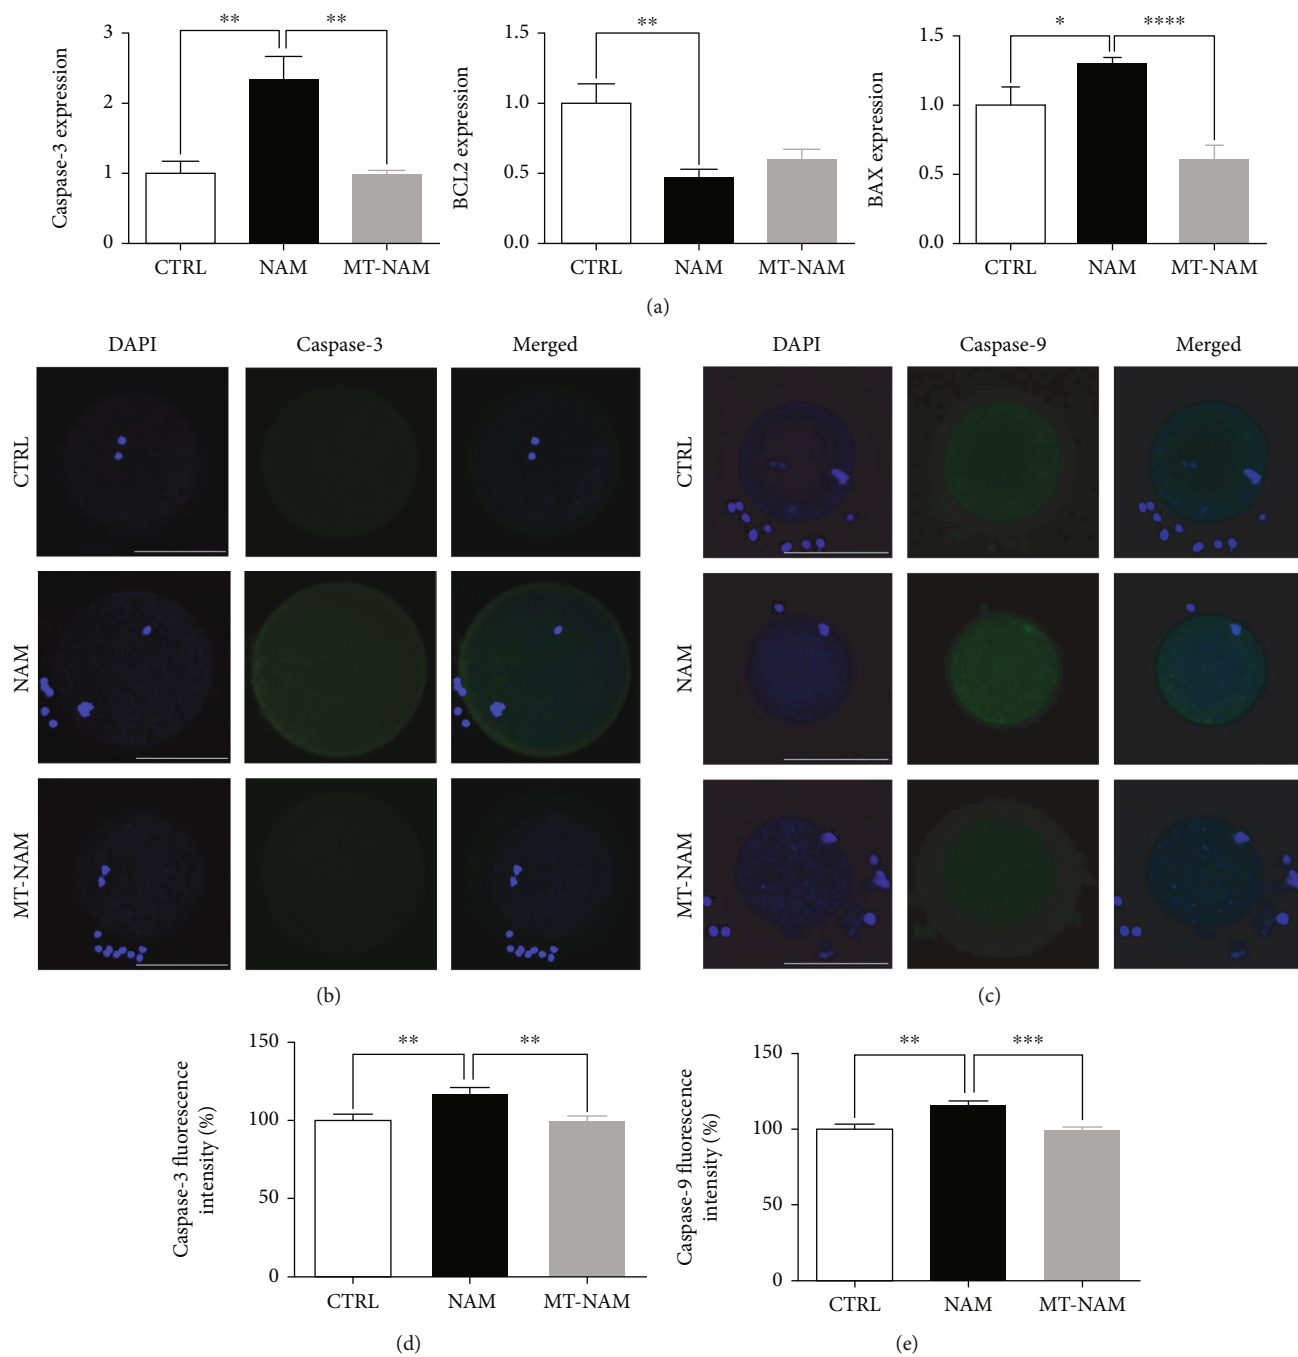 ** ** ** * ****
3
2
1
0
Caspase-3 expression
CTRL NAM MT-NAM
1.5
1.0
0.5
0.0
BCL2 expression
CTRL NAM MT-NAM
1.5
1.0
0.5
0.0
BAX expression
CTRL NAM MT-NAM
(a)
DAPI Caspase-3 Merged
CTRL
NAM
MT-NAM
(b)
DAPI Caspase-9 Merged
CTRL
NAM
MT-NAM
(c)
** **
150
100
50
0
Caspase-3 fluorescence
intensity (%)
CTRL NAM MT-NAM
(d)
** ***
150
100
50
0
Caspase-9 fluorescence
intensity (%)
CTRL NAM MT-NAM
(e)